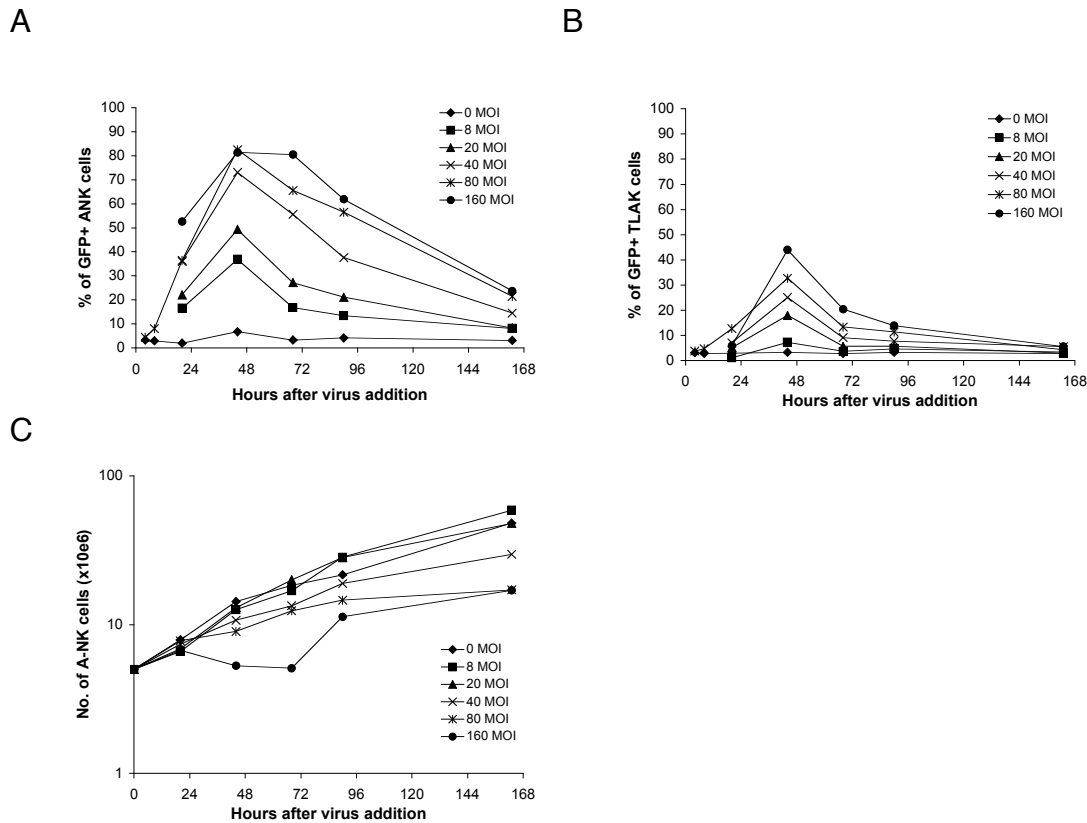 A
B
100
90
80
70
60
50
40
30
20
10
0
% of GFP+ ANK cells
0 24 48 72 96 120 144 168
Hours after virus addition
0 MOI
8 MOI
20 MOI
40 MOI
80 MOI
160 MOI
100
90
80
70
60
50
40
30
20
10
0
% of GFP+ TLAK cells
0 24 48 72 96 120 144 168
Hours after virus addition
0 MOI
8 MOI
20 MOI
40 MOI
80 MOI
160 MOI
C
100
10
1
No. of A-NK cells (x10e6)
0 24 48 72 96 120 144 168
Hours after virus addition
0 MOI
8 MOI
20 MOI
40 MOI
80 MOI
160 MOI